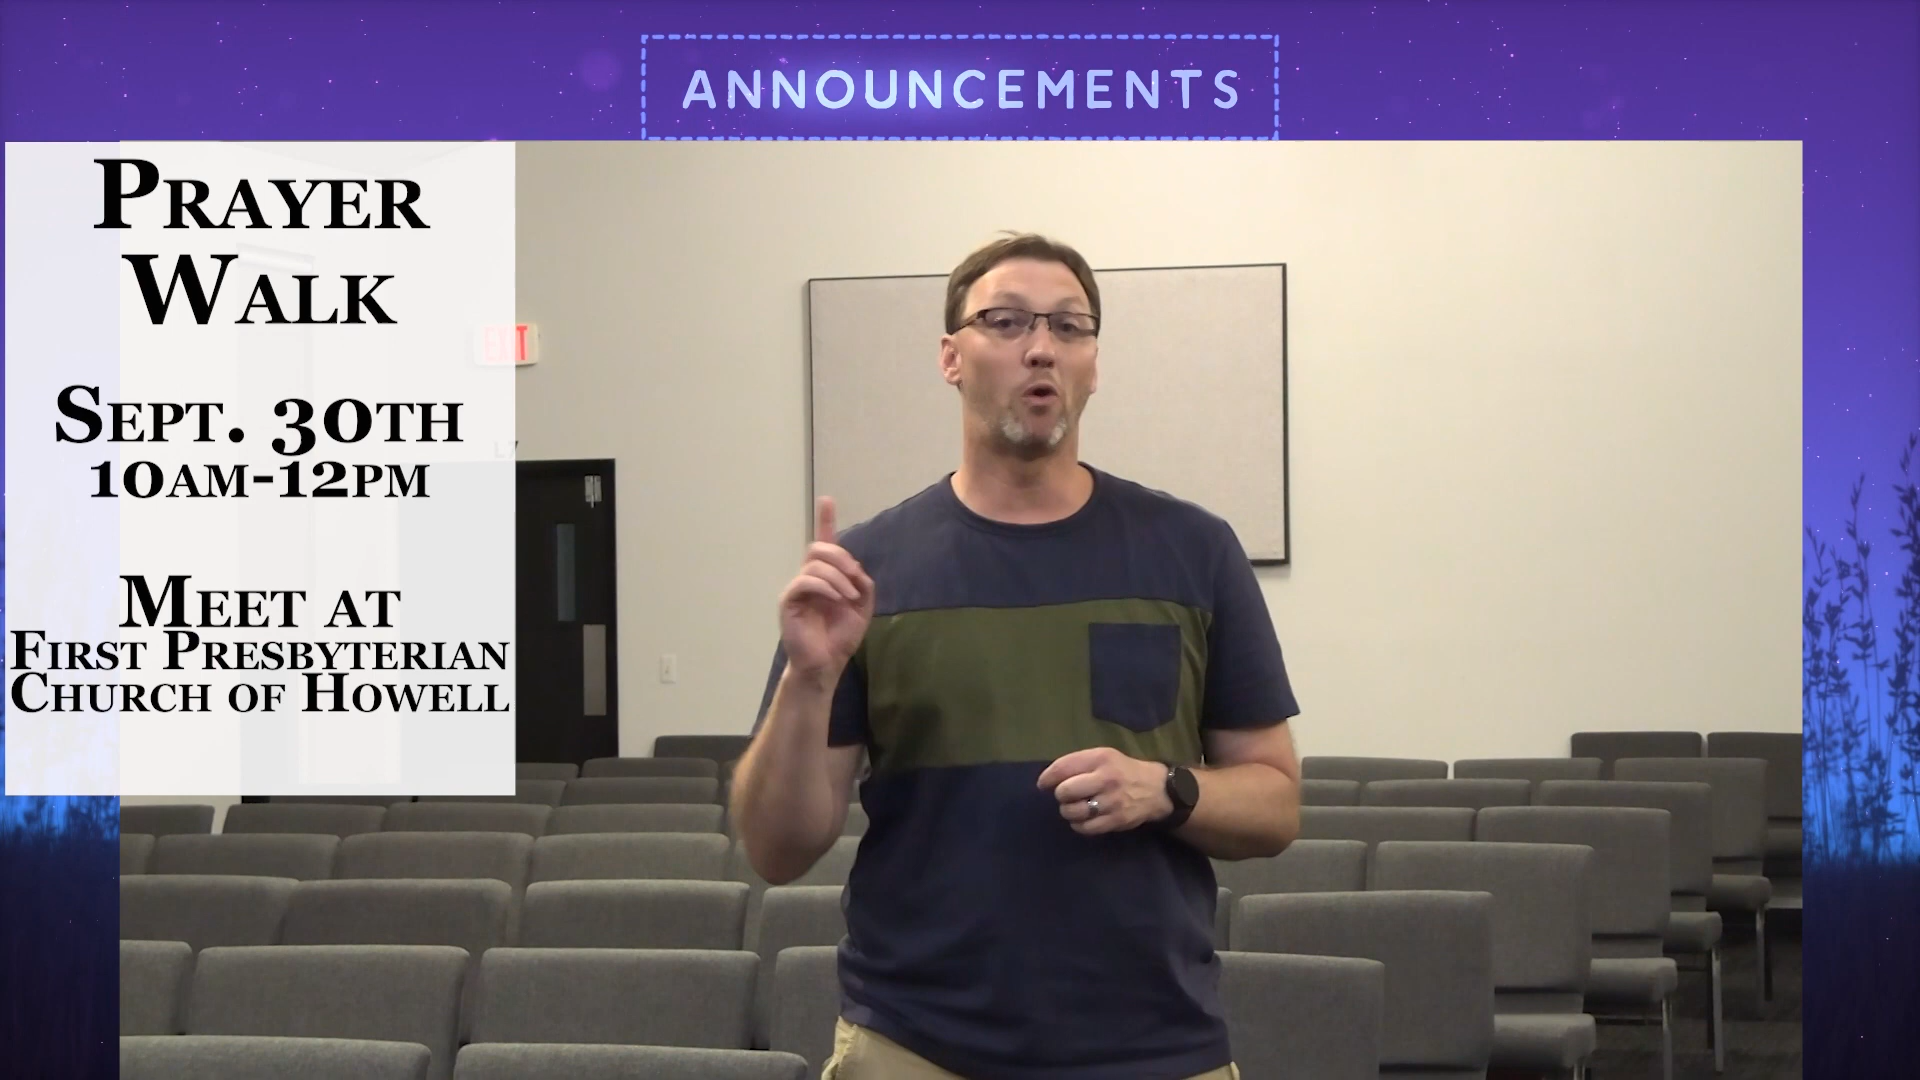 ANNOUNCEMENTS
Prayer
Walk
Sept. 30th
10am-12pm
Meet at
First Presbyterian
Church of Howell
EXIT